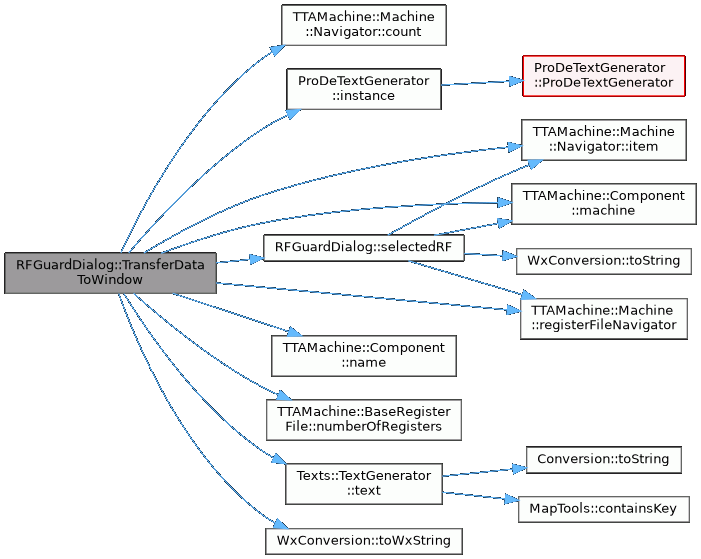 TTAMachine::Machine
::Navigator::count
ProDeTextGenerator
::instance
ProDeTextGenerator
::ProDeTextGenerator
TTAMachine::Machine
::Navigator::item
TTAMachine::Component
::machine
RFGuardDialog::selectedRF
WxConversion::toString
RFGuardDialog::TransferData
ToWindow
TTAMachine::Machine
::registerFileNavigator
TTAMachine::Component
::name
TTAMachine::BaseRegister
File::numberOfRegisters
Texts::TextGenerator
::text
Conversion::toString
MapTools::containsKey
WxConversion::toWxString